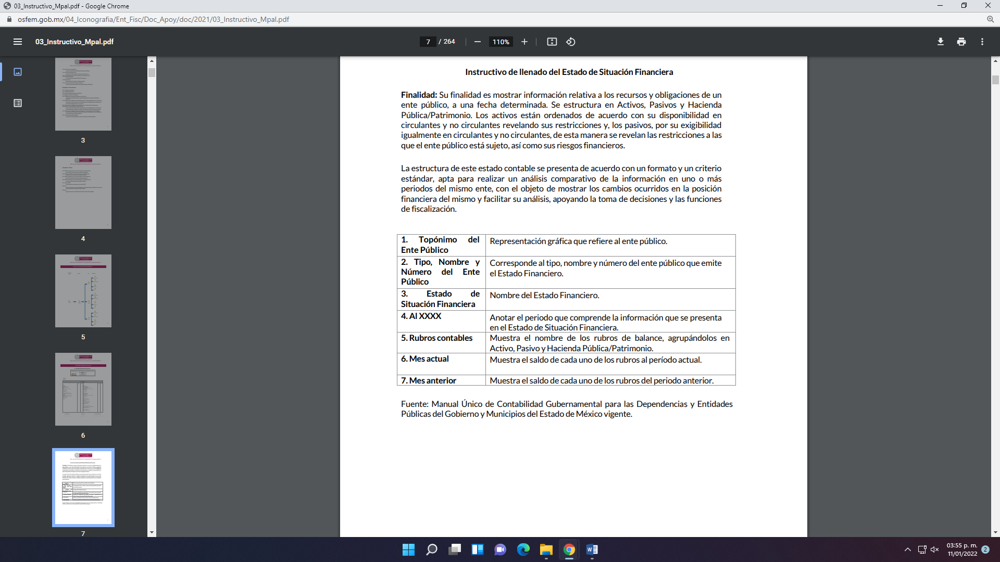 03_Instructivo_Mpal.pdf - Google Chrome
osfem.gob.mx/04_Iconografia/Ent_Fisc/Doc_Apoy/doc/2021/03_Instructivo_Mpal.pdf
03_Instructivo_Mpal.pdf
7 / 264
110%
3
4
5
6
7
Instructivo de llenado del Estado de Situación Financiera
Finalidad: Su finalidad es mostrar información relativa a los recursos y obligaciones de un
ente público, a una fecha determinada. Se estructura en Activos, Pasivos y Hacienda
Pública/Patrimonio. Los activos están ordenados de acuerdo con su disponibilidad en
circulantes y no circulantes revelando sus restricciones y, los pasivos, por su exigibilidad
igualmente en circulantes y no circulantes, de esta manera se revelan las restricciones a las
que el ente público está sujeto, así como sus riesgos financieros.
La estructura de este estado contable se presenta de acuerdo con un formato y un criterio
estándar, apta para realizar un análisis comparativo de la información en uno o más
periodos del mismo ente, con el objeto de mostrar los cambios ocurridos en la posición
financiera del mismo y facilitar su análisis, apoyando la toma de decisiones y las funciones
de fiscalización.
1. Topónimo del
Ente Público
Representación gráfica que refiere al ente público.
2. Tipo, Nombre y
Número del Ente
Público
Corresponde al tipo, nombre y número del ente público que emite
el Estado Financiero.
3. Estado de
Situación Financiera
Nombre del Estado Financiero.
4. Al XXXX
Anotar el periodo que comprende la información que se presenta
en el Estado de Situación Financiera.
5. Rubros contables
Muestra el nombre de los rubros de balance, agrupándolos en
Activo, Pasivo y Hacienda Pública/Patrimonio.
6. Mes actual
Muestra el saldo de cada uno de los rubros al período actual.
7. Mes anterior
Muestra el saldo de cada uno de los rubros del periodo anterior.
Fuente: Manual Único de Contabilidad Gubernamental para las Dependencias y Entidades
Públicas del Gobierno y Municipios del Estado de México vigente.
03:55 p. m.
11/01/2022
2